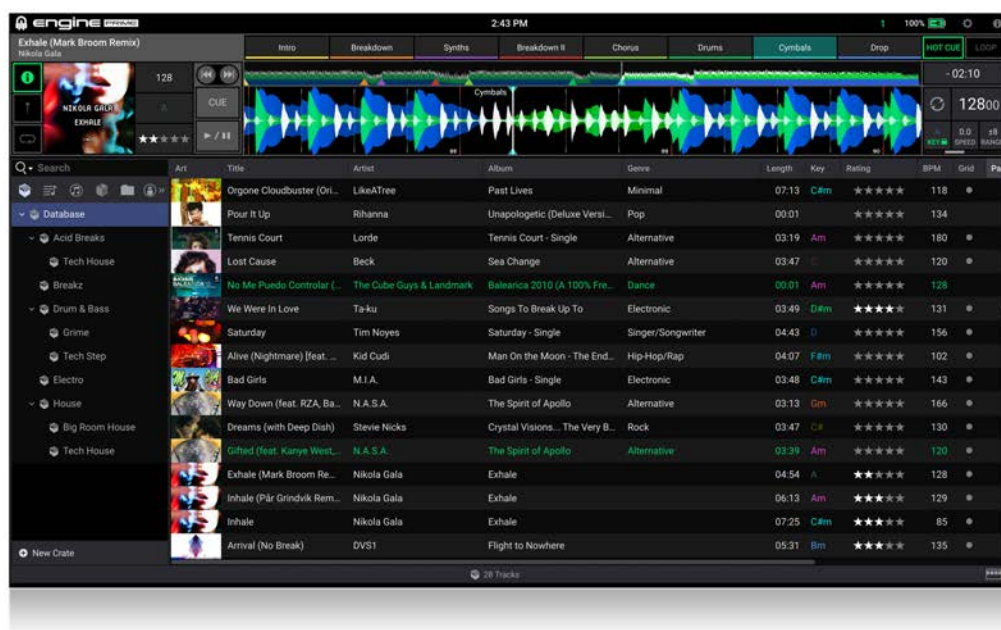 engine PRIME 2:43 PM 1 100%
Exhale (Mark Broom Remix)
Nikola Gala
Intro Breakdown Synths Breakdown II Chorus Drums Cymbals Drop HOT CUE LOOP
NIKOLA GALA
EXHALE
128
A
CUE
Cymbals
- 02:10
12800
A 0.0 ±8
KEY SPEED RANGE
Search
Art Title Artist Album Genre Length Key Rating BPM Grid Pa
Database
Acid Breaks
Tech House
Breakz
Drum & Bass
Grime
Tech Step
Electro
House
Big Room House
Tech House
New Crate
Orgone Cloudbuster (Ori... LikeATree Past Lives Minimal 07:13 C#m 118
Pour It Up Rihanna Unapologetic (Deluxe Versi... Pop 00:01 134
Tennis Court Lorde Tennis Court - Single Alternative 03:19 Am 180
Lost Cause Beck Sea Change Alternative 03:47 C 120
No Me Puedo Controlar (... The Cube Guys & Landmark Balearica 2010 (A 100% Fre... Dance 00:01 Am 128
We Were In Love Ta-ku Songs To Break Up To Electronic 03:49 D#m 131
Saturday Tim Noyes Saturday - Single Singer/Songwriter 04:43 D 156
Alive (Nightmare) [feat. ... Kid Cudi Man On the Moon - The End... Hip-Hop/Rap 04:07 F#m 102
Bad Girls M.I.A. Bad Girls - Single Electronic 03:48 C#m 143
Way Down (feat. RZA, Ba... N.A.S.A. The Spirit of Apollo Alternative 03:13 Gm 166
Dreams (with Deep Dish) Stevie Nicks Crystal Visions... The Very B... Rock 03:47 C# 130
Gifted (feat. Kanye West,... N.A.S.A. The Spirit of Apollo Alternative 03:39 Am 120
Exhale (Mark Broom Re... Nikola Gala Exhale 04:54 A 128
Inhale (Pär Grindvik Rem... Nikola Gala Exhale 06:13 Am 129
Inhale Nikola Gala Exhale 07:25 C#m 85
Arrival (No Break) DVS1 Flight to Nowhere 05:31 Bm 135
28 Tracks